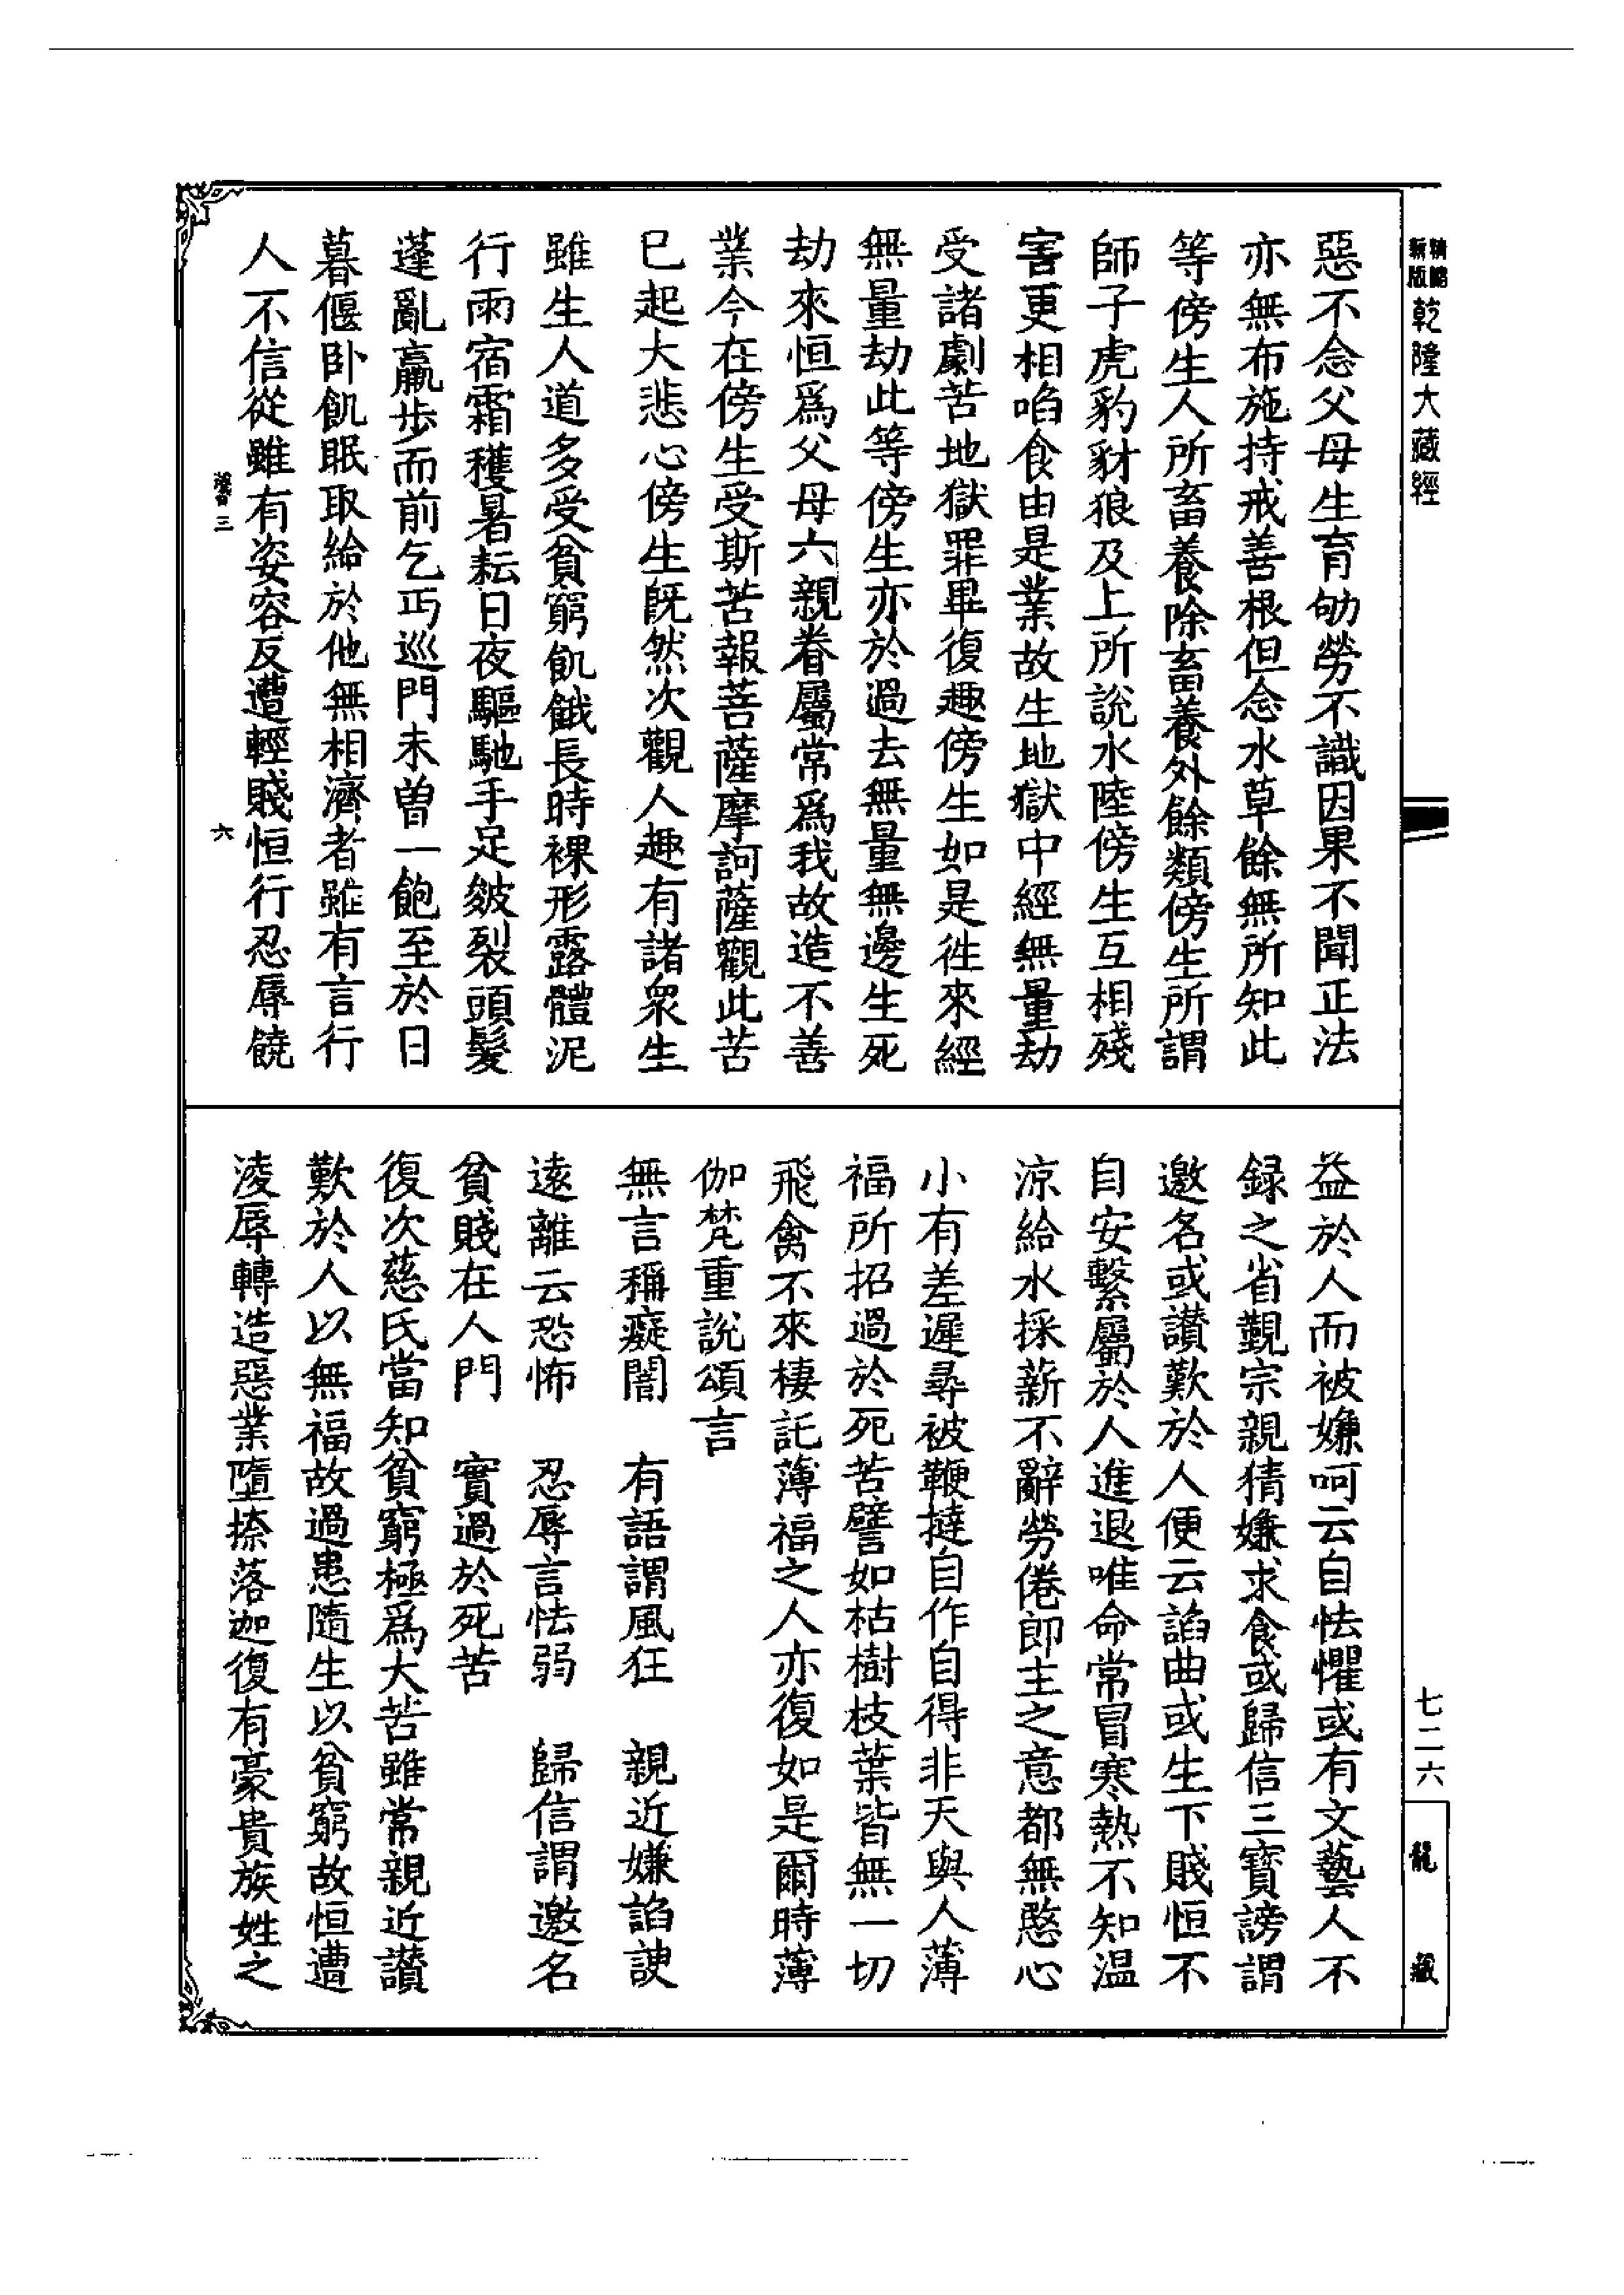 精縮
新版
乾隆大藏經
惡不念父母生育劬勞不識因果不聞正法
亦無布施持戒善根但念水草餘無所知此
等傍生人所畜養除畜養外餘類傍生所謂
師子虎豹豺狼及上所說水陸傍生互相殘
害更相啗食由是業故生地獄中經無量劫
受諸劇苦地獄罪畢復趣傍生如是徃來經
無量劫此等傍生亦於過去無量無邊生死
劫來恒爲父母六親眷屬常爲我故造不善
業今在傍生受斯苦報菩薩摩訶薩觀此苦
已起大悲心傍生既然次觀人趣有諸衆生
雖生人道多受貧窮飢餓長時裸形露體泥
行雨宿霜穫暑耘日夜驅馳手足皴裂頭髮
蓬亂羸步而前乞丐巡門未曽一飽至於日
暮偃卧飢眠取給於他無相濟者雖有言行
人不信從雖有姿容反遭輕賤恒行忍辱饒
三
六
益於人而被嫌呵云自怯懼或有文藝人不
録之省覲宗親猜嫌求食或歸信三寶謗謂
邀名或讃歎於人便云諂曲或生下賤恒不
自安繫屬於人進退唯命常冒寒熱不知温
涼給水採薪不辭勞倦即主之意都無愍心
小有差遲尋被鞭撻自作自得非天與人薄
福所招過於死苦譬如枯樹枝葉皆無一切
飛禽不來棲託薄福之人亦復如是爾時薄
伽梵重說頌言
無言稱癡闇　有語謂風狂　親近嫌諂諛
遠離云恐怖　忍辱言怯弱　歸信謂邀名
貧賤在人門　實過於死苦
復次慈氏當知貧窮極爲大苦雖常親近讃
歎於人以無福故過患隨生以貧窮故恒遭
淩辱轉造惡業墮捺落迦復有豪貴族姓之
七二六
龍藏